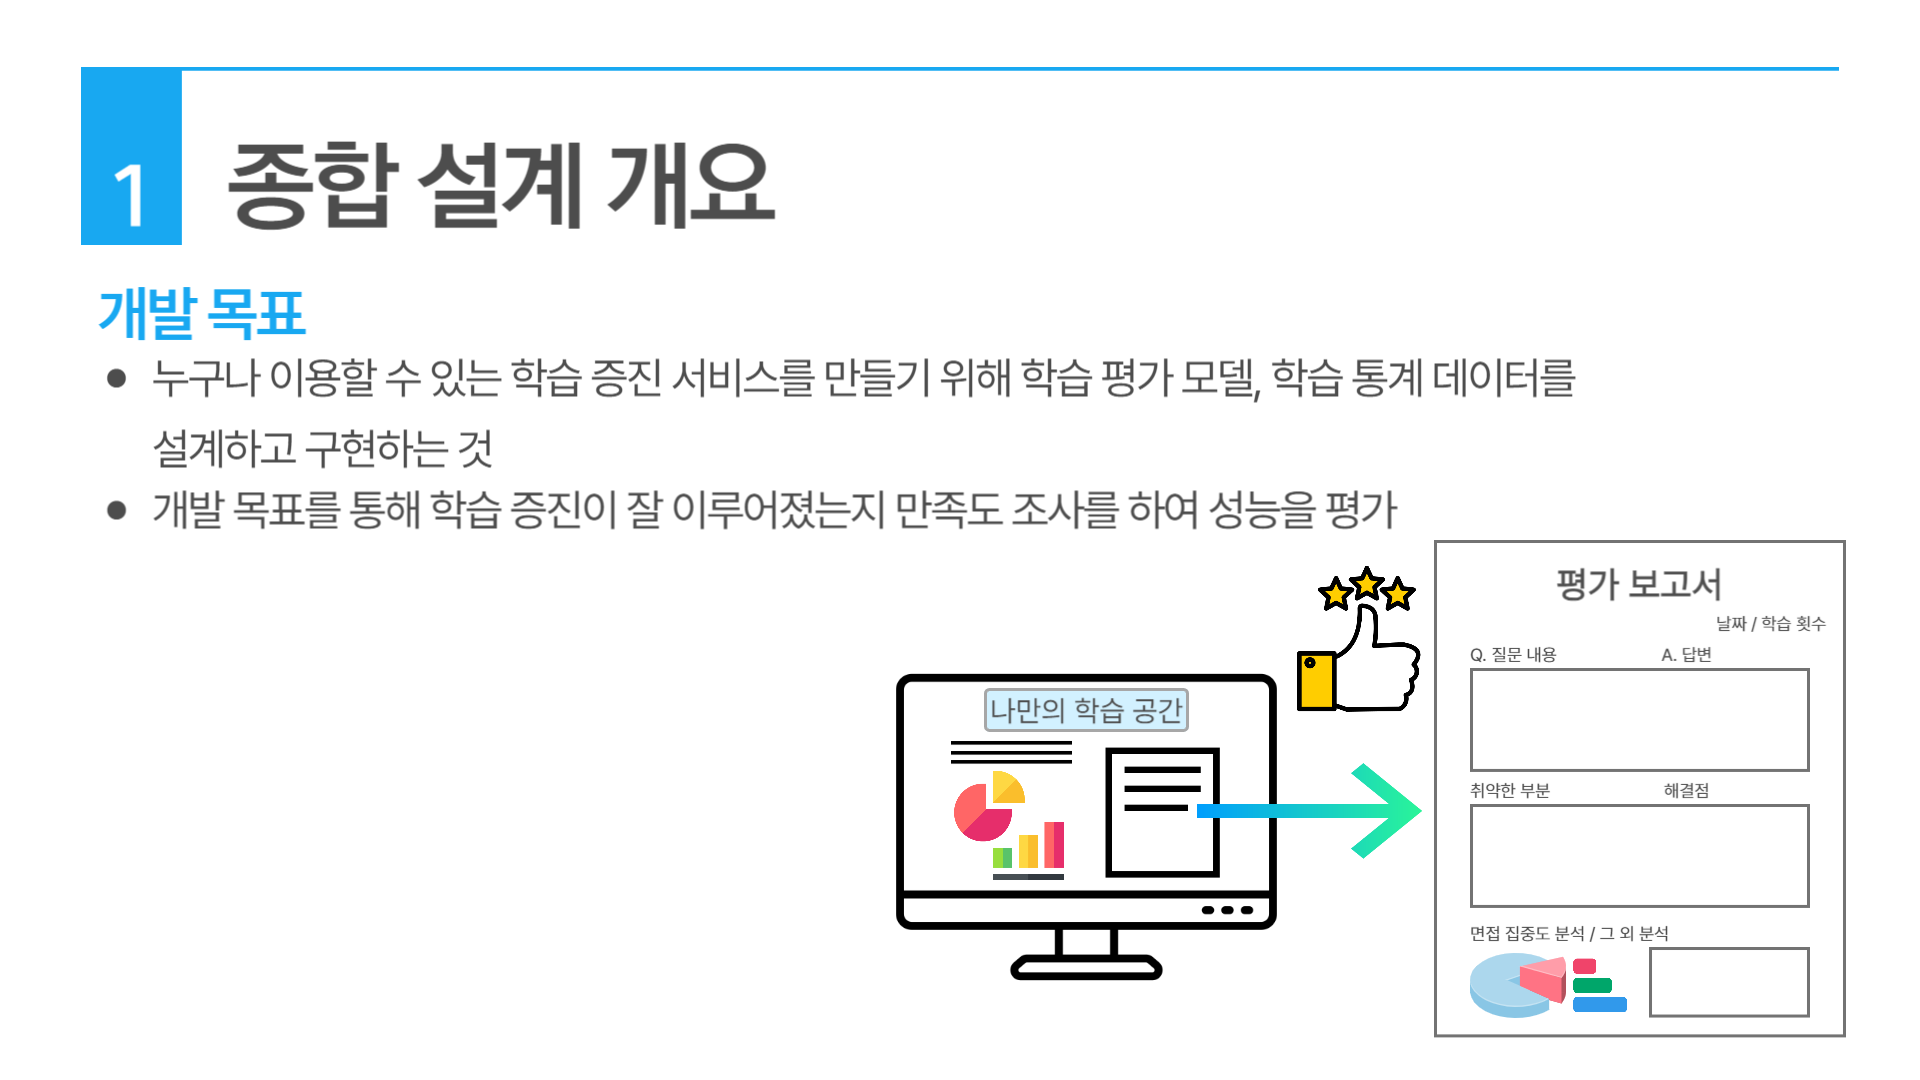 1
종합 설계 개요
개발 목표
● 누구나 이용할 수 있는 학습 증진 서비스를 만들기 위해 학습 평가 모델, 학습 통계 데이터를
설계하고 구현하는 것
● 개발 목표를 통해 학습 증진이 잘 이루어졌는지 만족도 조사를 하여 성능을 평가
나만의 학습 공간
평가 보고서
날짜 / 학습 횟수
Q. 질문 내용 A. 답변
취약한 부분 해결점
면접 집중도 분석 / 그 외 분석